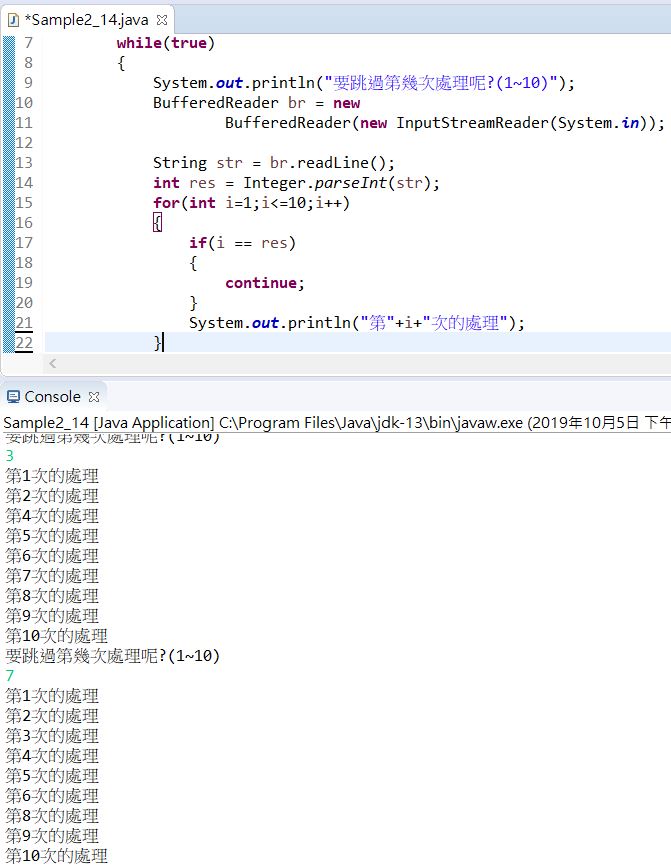 *Sample2_14.java
7 while(true)
8 {
9 System.out.println("要跳過第幾次處理呢?(1~10)");
10 BufferedReader br = new
11 BufferedReader(new InputStreamReader(System.in));
12
13 String str = br.readLine();
14 int res = Integer.parseInt(str);
15 for(int i=1;i<=10;i++)
16 {
17 if(i == res)
18 {
19 continue;
20 }
21 System.out.println("第"+i+"次的處理");
22 }
Console
Sample2_14 [Java Application] C:\Program Files\Java\jdk-13\bin\javaw.exe (2019年10月5日 下午
要跳過第幾次處理呢?(1~10)
3
第1次的處理
第2次的處理
第4次的處理
第5次的處理
第6次的處理
第7次的處理
第8次的處理
第9次的處理
第10次的處理
要跳過第幾次處理呢?(1~10)
7
第1次的處理
第2次的處理
第3次的處理
第4次的處理
第5次的處理
第6次的處理
第8次的處理
第9次的處理
第10次的處理